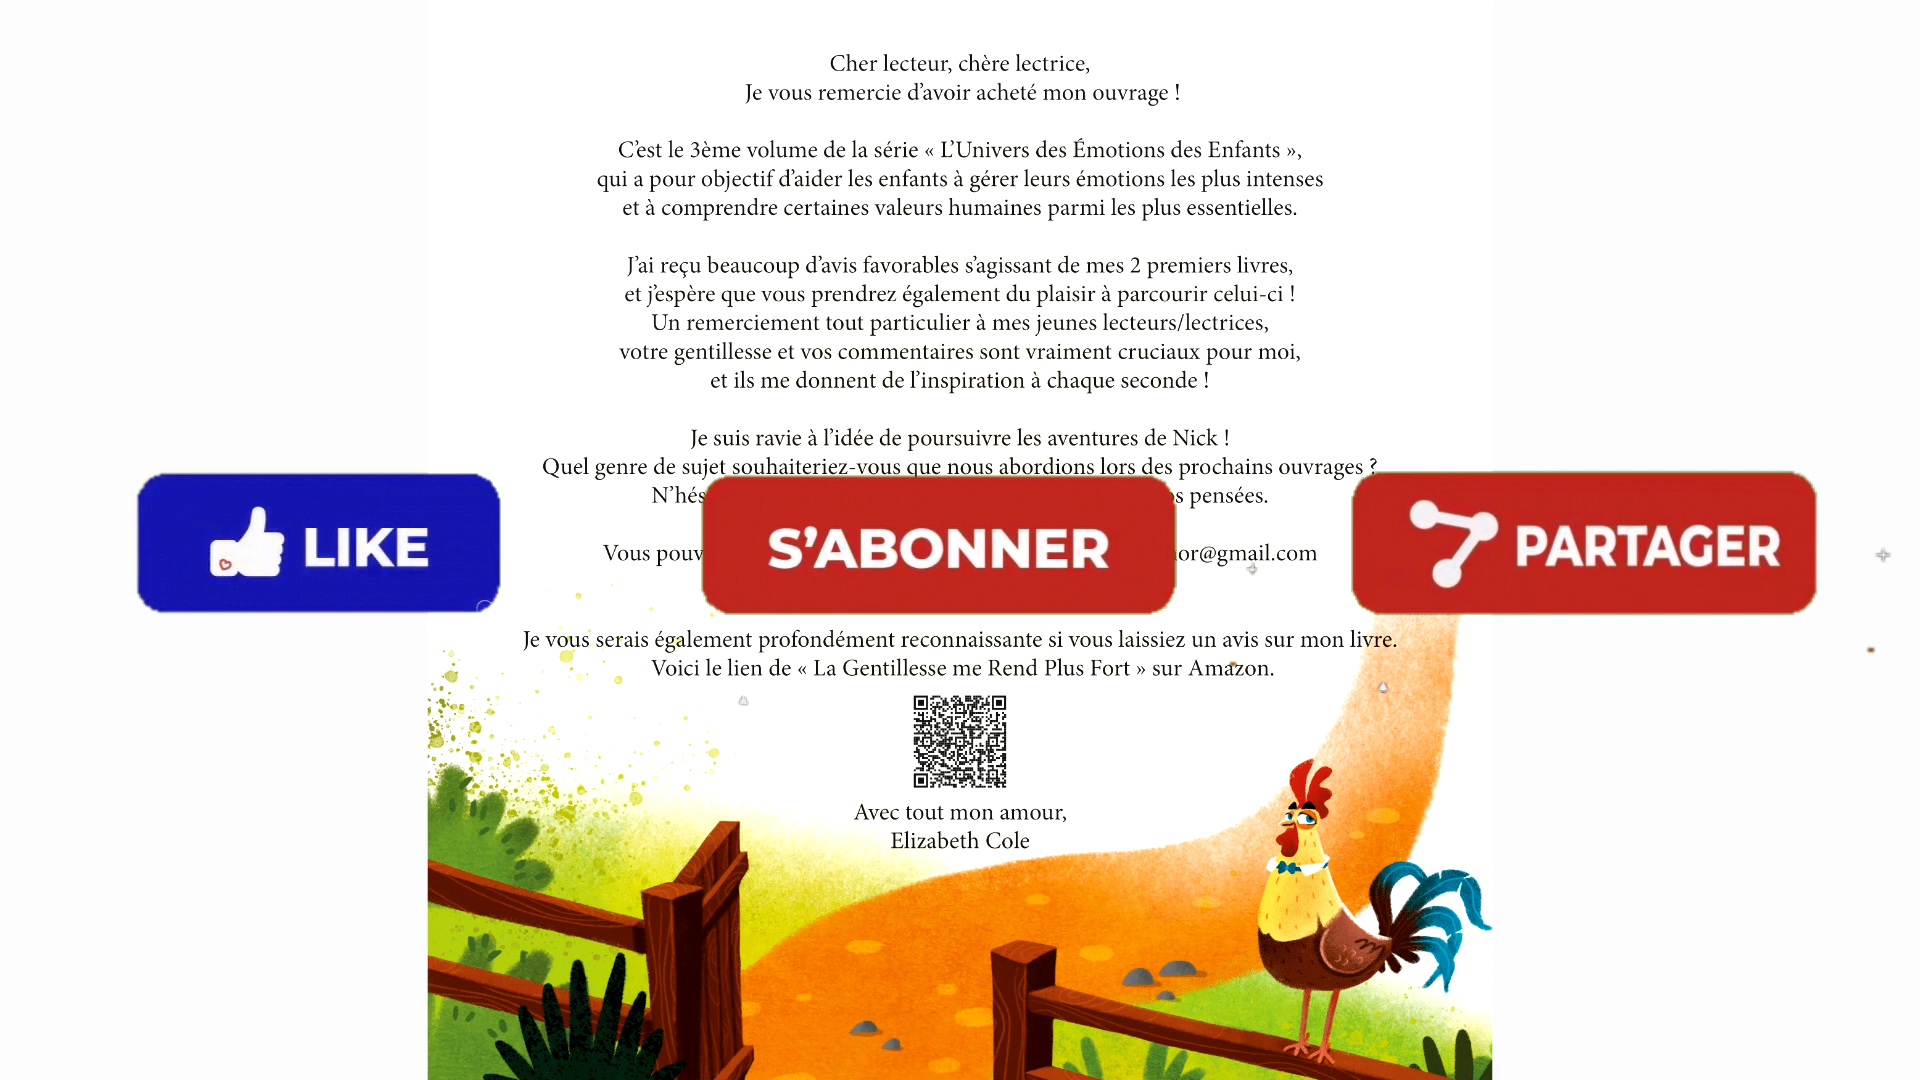 Cher lecteur, chère lectrice,
Je vous remercie d’avoir acheté mon ouvrage !
C’est le 3ème volume de la série « L’Univers des Émotions des Enfants »,
qui a pour objectif d’aider les enfants à gérer leurs émotions les plus intenses
et à comprendre certaines valeurs humaines parmi les plus essentielles.
J’ai reçu beaucoup d’avis favorables s’agissant de mes 2 premiers livres,
et j’espère que vous prendrez également du plaisir à parcourir celui-ci !
Un remerciement tout particulier à mes jeunes lecteurs/lectrices,
votre gentillesse et vos commentaires sont vraiment cruciaux pour moi,
et ils me donnent de l’inspiration à chaque seconde !
Je suis ravie à l’idée de poursuivre les aventures de Nick !
Quel genre de sujet souhaiteriez-vous que nous abordions lors des prochains ouvrages ?
pensées.
LIKE
S’ABONNER
PARTAGER
Vous
Je vous serais également profondément reconnaissante si vous laissiez un avis sur mon livre.
Voici le lien de « La Gentillesse me Rend Plus Fort » sur Amazon.
Avec tout mon amour,
Elizabeth Cole